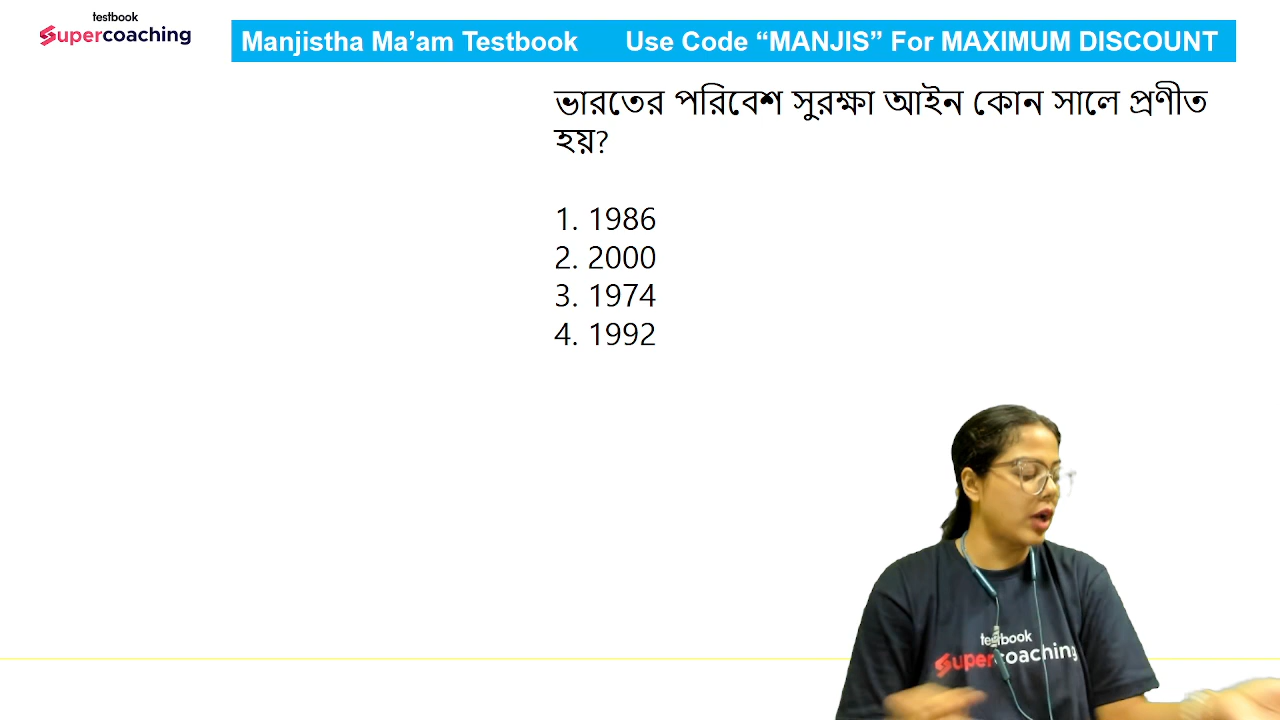 testbook
Supercoaching
Manjistha Ma’am Testbook Use Code “MANJIS” For MAXIMUM DISCOUNT
ভারতের পরিবেশ সুরক্ষা আইন কোন সালে প্রণীত
হয়?
1. 1986
2. 2000
3. 1974
4. 1992
testbook
Supercoaching